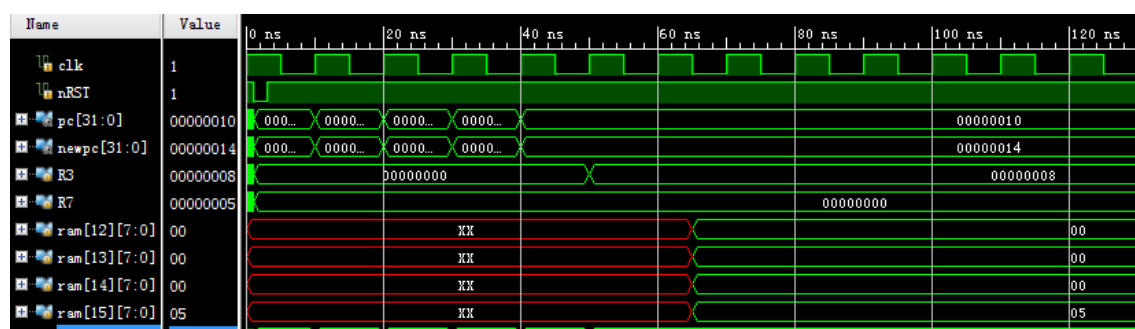 Name Value 0 ns 20 ns 40 ns 60 ns 80 ns 100 ns 120 ns
clk 1
nRST 1
pc[31:0] 00000010 000... 0000... 0000... 0000... 00000010
newpc[31:0] 00000014 000... 0000... 0000... 0000... 00000014
R3 00000008 00000000 00000008
R7 00000005 00000000
ram[12][7:0] 00 XX 00
ram[13][7:0] 00 XX 00
ram[14][7:0] 00 XX 00
ram[15][7:0] 05 XX 05